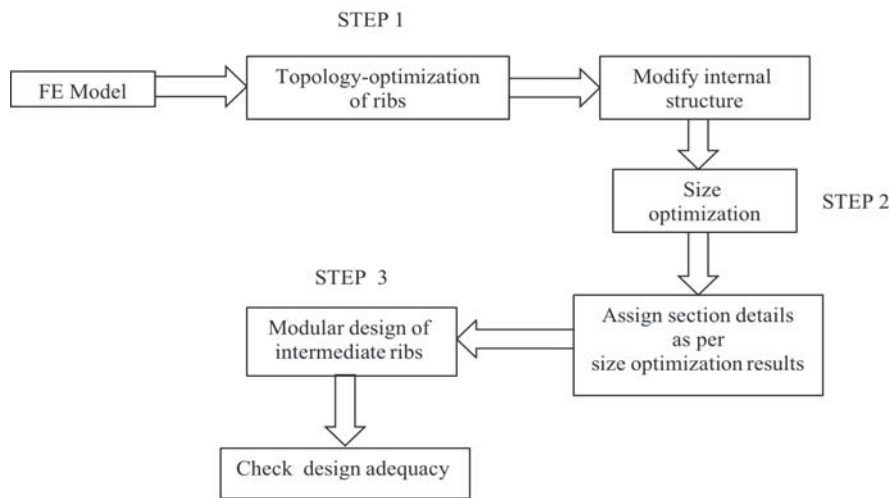 STEP 1
FE Model
Topology-optimization
of ribs
Modify internal
structure
Size
optimization
STEP 2
Assign section details
as per
size optimization results
STEP 3
Modular design of
intermediate ribs
Check design adequacy